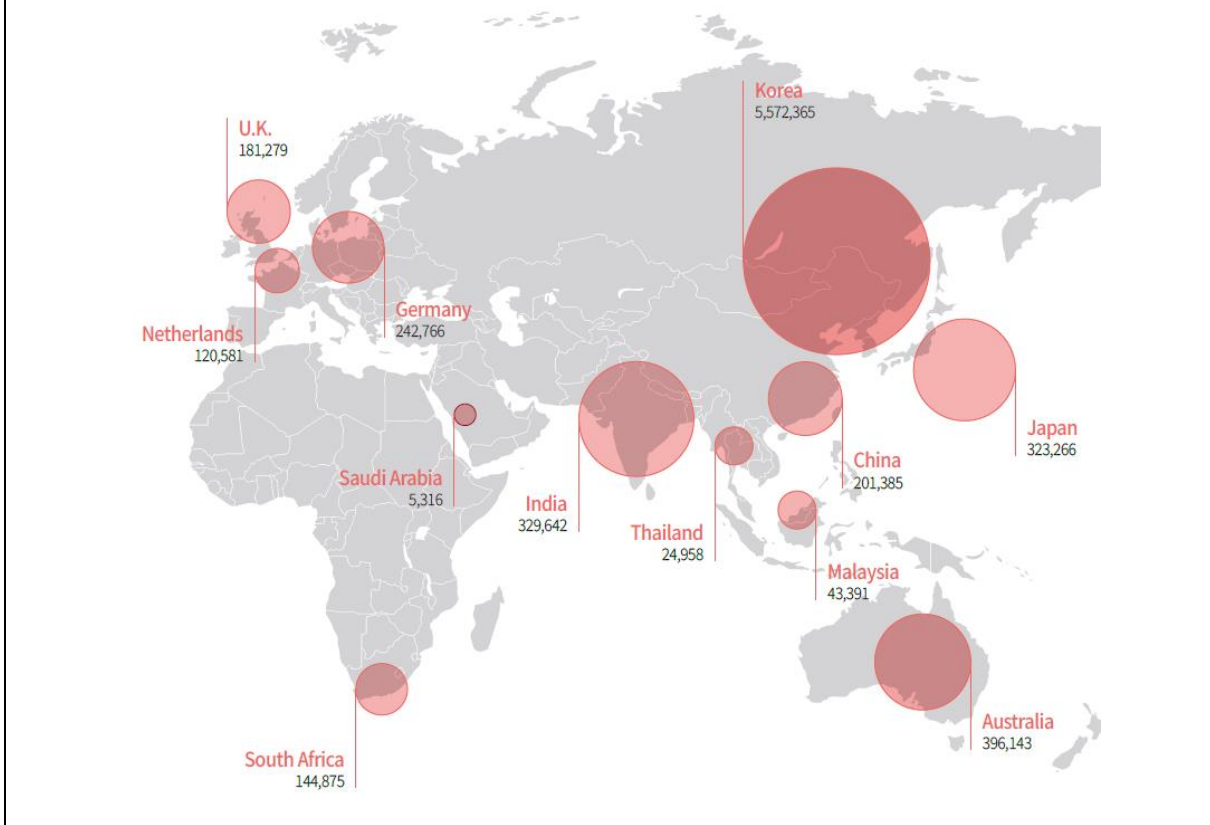 Korea
5,572,365
U.K.
181,279
Germany
242,766
Netherlands
120,581
Japan
323,266
China
201,385
Saudi Arabia
5,316
India
329,642
Thailand
24,958
Malaysia
43,391
Australia
396,143
South Africa
144,875